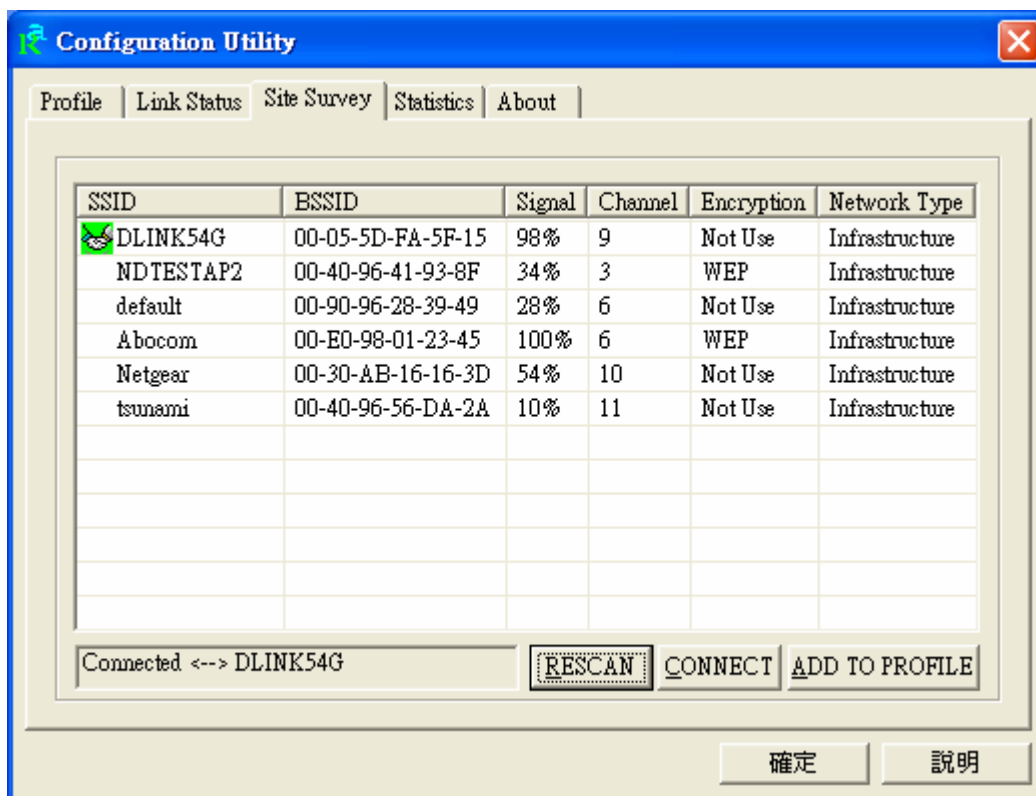 Configuration Utility
Profile Link Status Site Survey Statistics About
SSID BSSID Signal Channel Encryption Network Type
DLINK54G 00-05-5D-FA-5F-15 98% 9 Not Use Infrastructure
NDTESTAP2 00-40-96-41-93-8F 34% 3 WEP Infrastructure
default 00-90-96-28-39-49 28% 6 Not Use Infrastructure
Abocom 00-E0-98-01-23-45 100% 6 WEP Infrastructure
Netgear 00-30-AB-16-16-3D 54% 10 Not Use Infrastructure
tsunami 00-40-96-56-DA-2A 10% 11 Not Use Infrastructure
Connected <--> DLINK54G RESCAN CONNECT ADD TO PROFILE
確定 說明